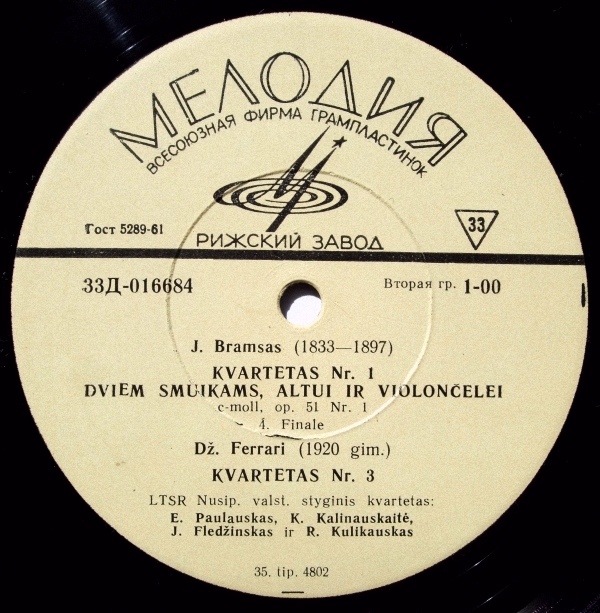 МЕЛОДИЯ
ВСЕСОЮЗНАЯ ФИРМА ГРАМПЛАСТИНОК
Гост 5289-61
33
РИЖСКИЙ ЗАВОД
33Д-016684
Вторая гр. 1-00
J. Bramsas (1833—1897)
KVARTETAS Nr. 1
DVIEM SMUIKAMS, ALTUI IR VIOLONČELEI
c-moll, op. 51 Nr. 1
4. Finale
Dž. Ferrari (1920 gim.)
KVARTETAS Nr. 3
LTSR Nusip. valst. styginis kvartetas:
E. Paulauskas, K. Kalinauskaitė,
J. Fledžinskas ir R. Kulikauskas
35. tip. 4802